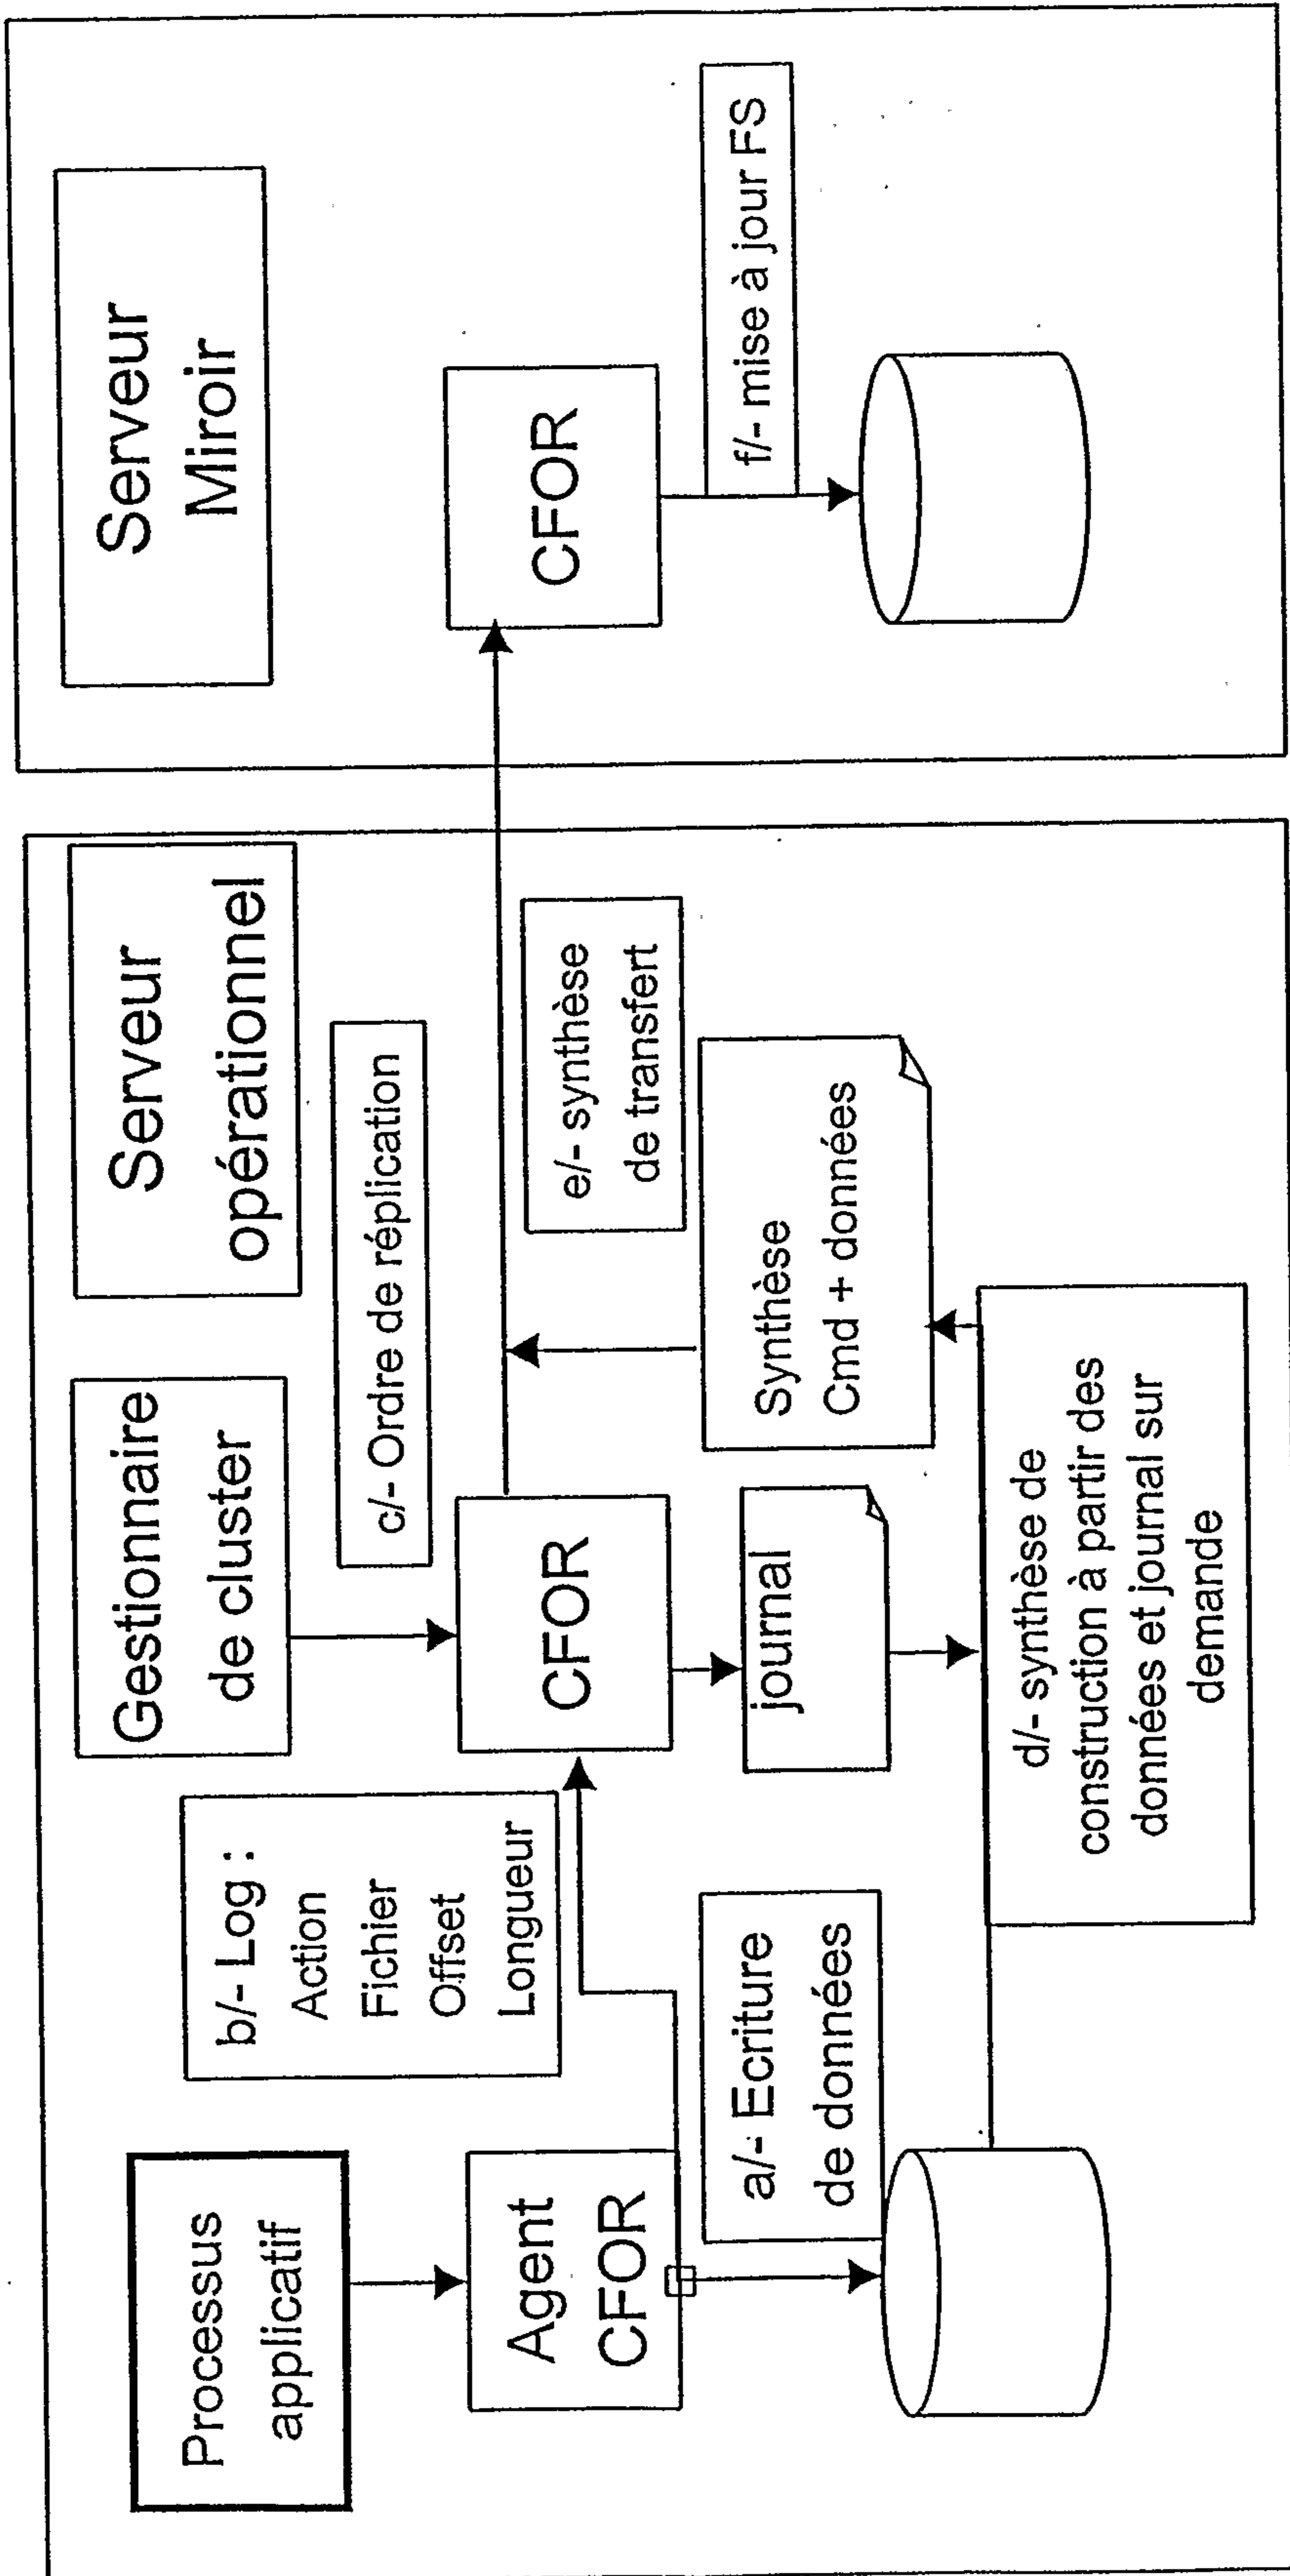 Processus
applicatif
Agent
CFOR
a/- Ecriture
de données
b/- Log :
Action
Fichier
Offset
Longueur
Gestionnaire
de cluster
c/- Ordre de réplication
CFOR
journal
d/- synthèse de
construction à partir des
données et journal sur
demande
Synthèse
Cmd + données
e/- synthèse
de transfert
Serveur
opérationnel
Serveur
Miroir
CFOR
f/- mise à jour FS